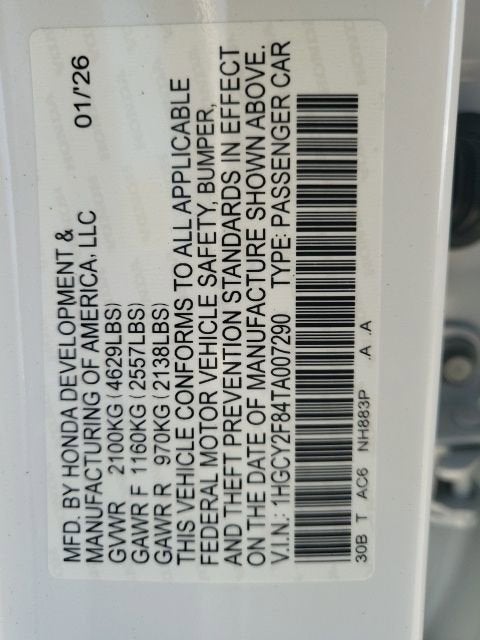 MFD. BY HONDA DEVELOPMENT & 01/'26
MANUFACTURING OF AMERICA, LLC
GVWR 2100KG (4629LBS)
GAWR F 1160KG (2557LBS)
GAWR R 970KG (2138LBS)
THIS VEHICLE CONFORMS TO ALL APPLICABLE
FEDERAL MOTOR VEHICLE SAFETY, BUMPER,
AND THEFT PREVENTION STANDARDS IN EFFECT
ON THE DATE OF MANUFACTURE SHOWN ABOVE.
V.I.N.: 1HGCY2F84TA007290 TYPE: PASSENGER CAR
30B T AC6 NH883P .A .A